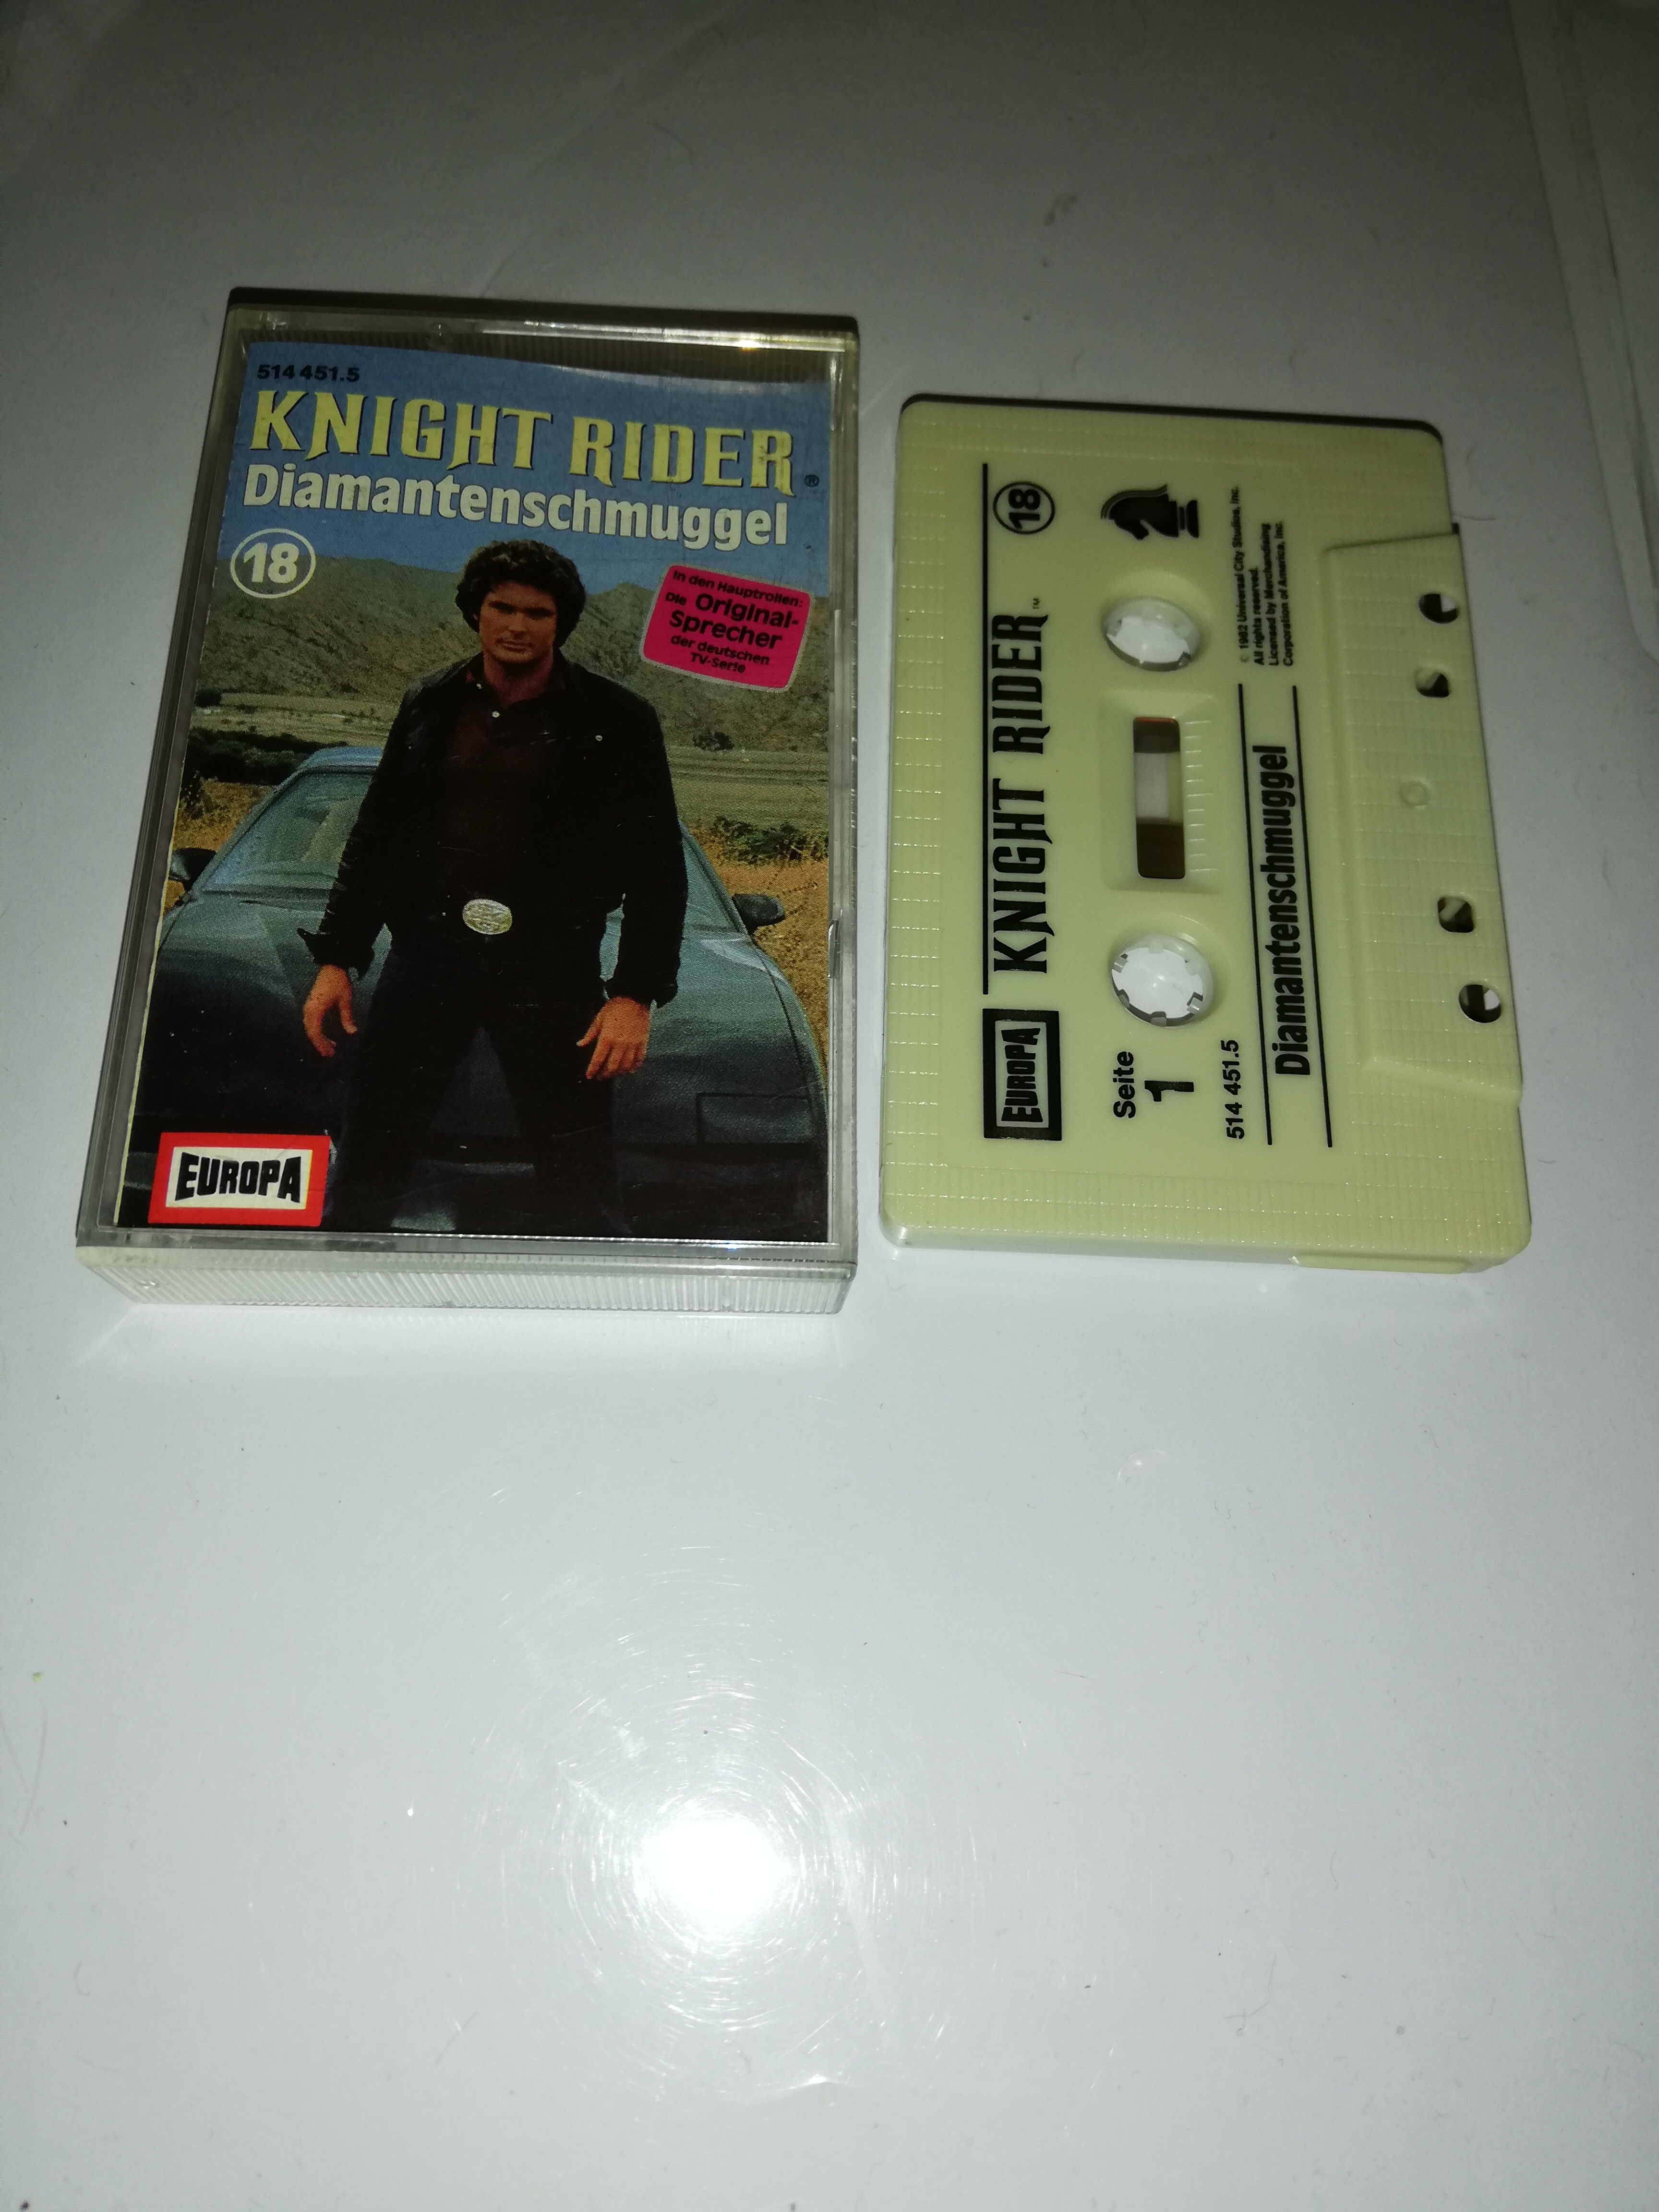 514 451.5
KNIGHT RIDER®
Diamantenschmuggel
18
In den Hauptrollen:
Die Original-
Sprecher
der deutschen
TV-Serie
EUROPA
EUROPA
KNIGHT RIDER™
18
Seite
1
514 451.5
© 1982 Universal City Studios, Inc.
All rights reserved.
Licensed by Merchandising
Corporation of America, Inc.
Diamantenschmuggel